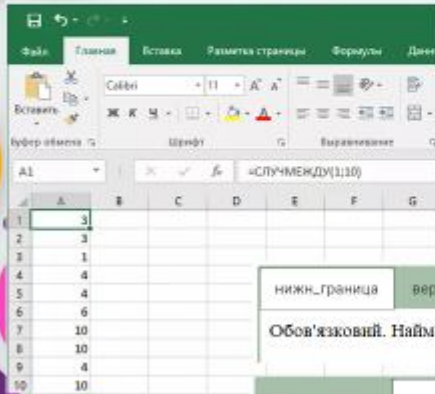 Файл Главная Вставка Разметка страницы Формулы
Calibri 11
Вставить
Ж К Ч
Буфер обмена Шрифт Выравнивание
A1 fx =СЛУЧМЕЖДУ(1;10)
A B C D E F G
1 3
2 3
3 1
4 4
5 4
6 6
7 10
8 10
9 4
10 10
нижн_граница
Обов'язковий.